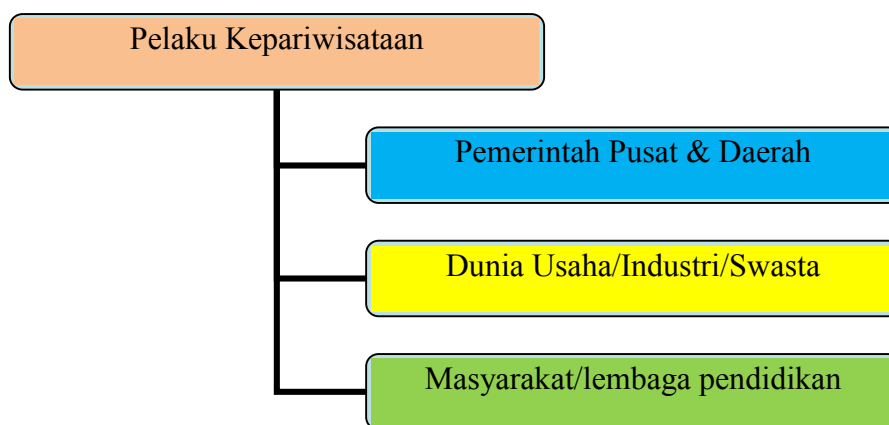 Pelaku Kepariwisataan
Pemerintah Pusat & Daerah
Dunia Usaha/Industri/Swasta
Masyarakat/lembaga pendidikan